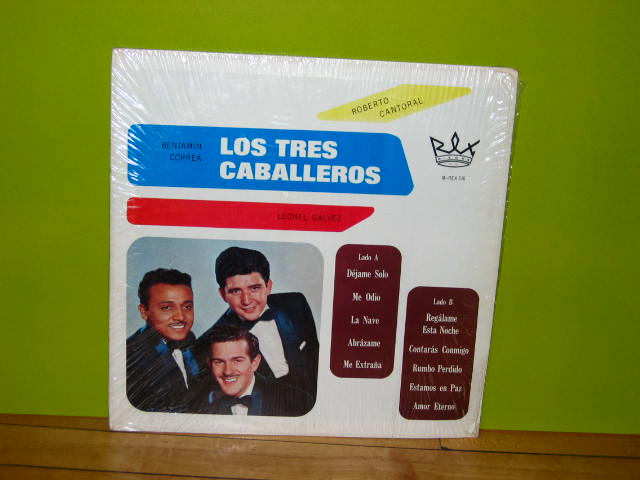 ROBERTO
CANTORAL
BENJAMIN
CORREA
LOS TRES
CABALLEROS
REX
LEONEL GALVEZ
Lado A
Déjame Solo
Me Odio
La Nave
Abrázame
Me Extraña
Lado B
Regálame
Esta Noche
Contarás Conmigo
Rumbo Perdido
Estamos en Paz
Amor Eterno